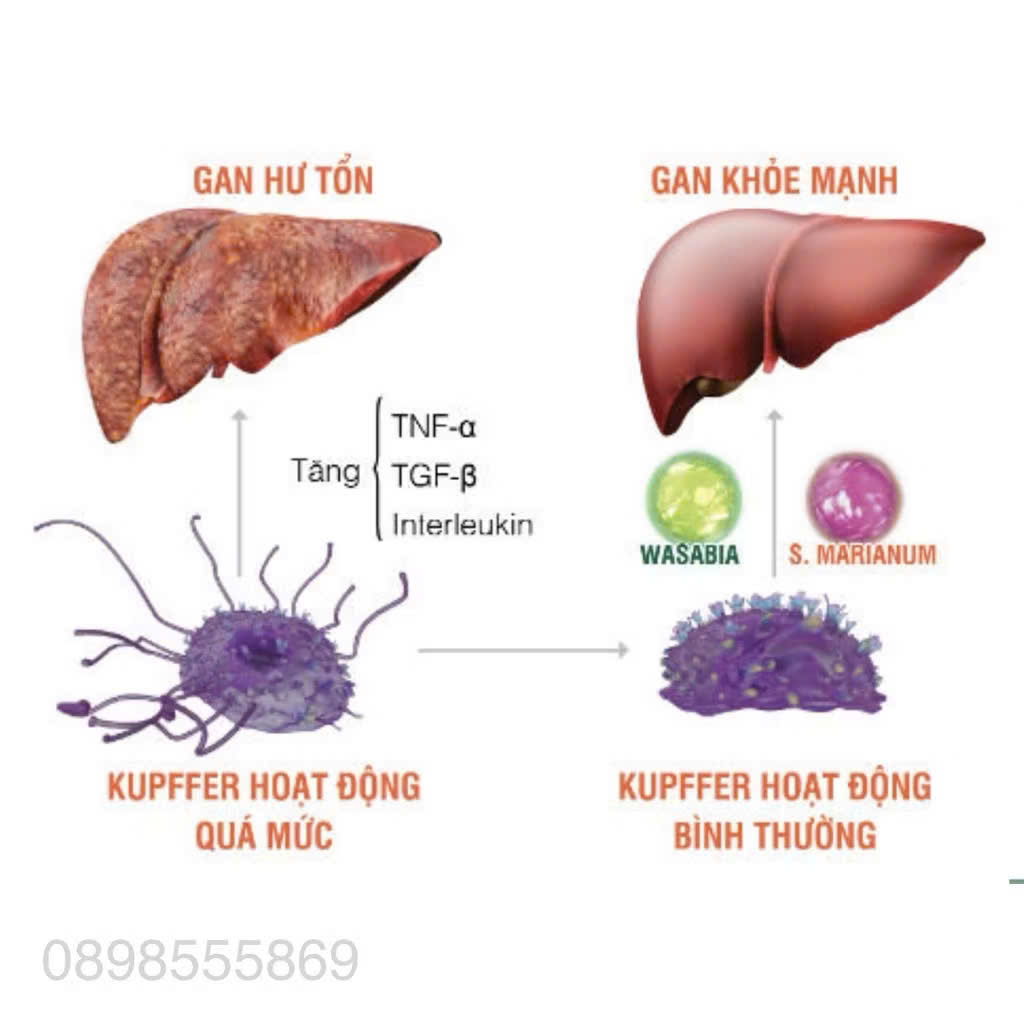 GAN HƯ TỔN
GAN KHỎE MẠNH
Tăng
TNF-α
TGF-β
Interleukin
WASABIA
S. MARIANUM
KUPFFER HOẠT ĐỘNG
QUÁ MỨC
KUPFFER HOẠT ĐỘNG
BÌNH THƯỜNG
0898555869